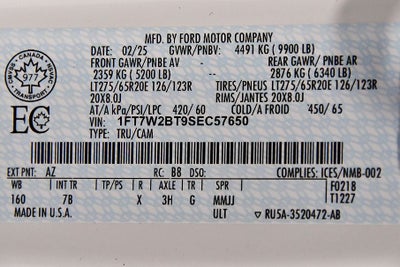 MFD. BY FORD MOTOR COMPANY
DATE: 02/25 GVWR/PNBV: 4491 KG (9900 LB)
FRONT GAWR/PNBE AV REAR GAWR/ PNBE AR
2359 KG (5200 LB) 2876 KG (6340 LB)
LT275/65R20E 126/123R TIRES/PNEUS LT275/65R20E 126/123R
20X8.0J RIMS/JANTES 20X8.0J
AT/A kPa/PSI/LPC 420/60 COLD/A FROID 450/65
VIN: 1FT7W2BT9SEC57650
TYPE: TRU/CAM
CANADA
977
EC
EXT PNT: AZ RC: B8 DSO: COMPLIES: ICES/NMB-002
WB INT TR TP/PS R AXLE TR SPR F0218
160 7B X 3H G MMJJ T1227
MADE IN U.S.A. ULT ▽ RU5A-3520472-AB